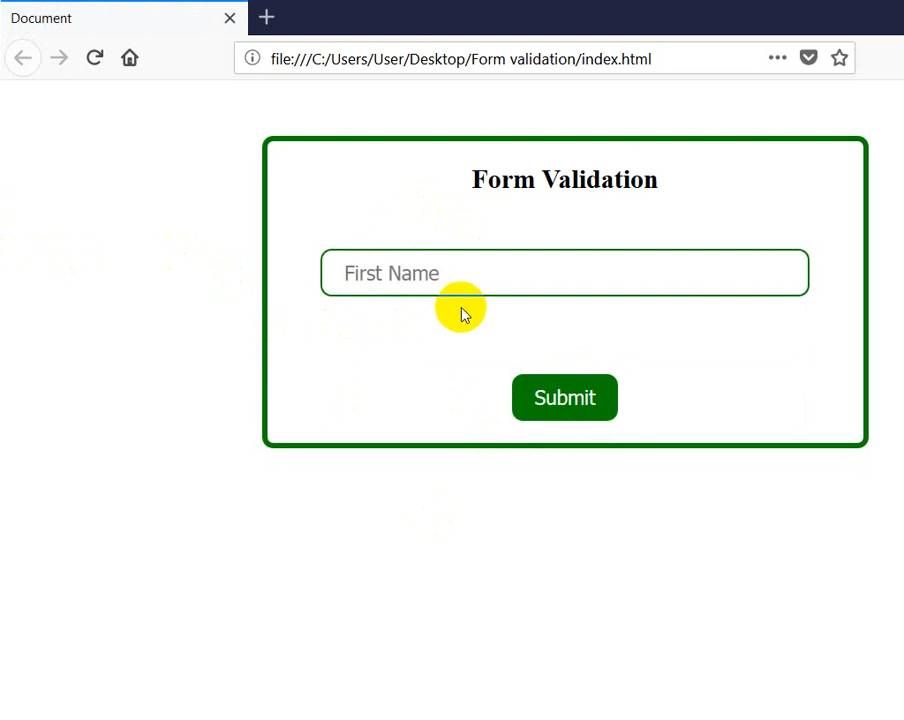 Document
file:///C:/Users/User/Desktop/Form validation/index.html
Form Validation
First Name
Submit